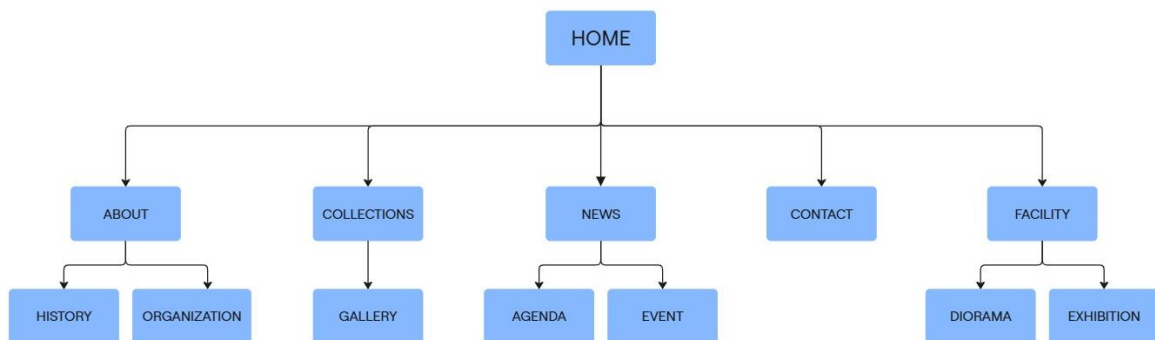 HOME
ABOUT
COLLECTIONS
NEWS
CONTACT
FACILITY
HISTORY
ORGANIZATION
GALLERY
AGENDA
EVENT
DIORAMA
EXHIBITION